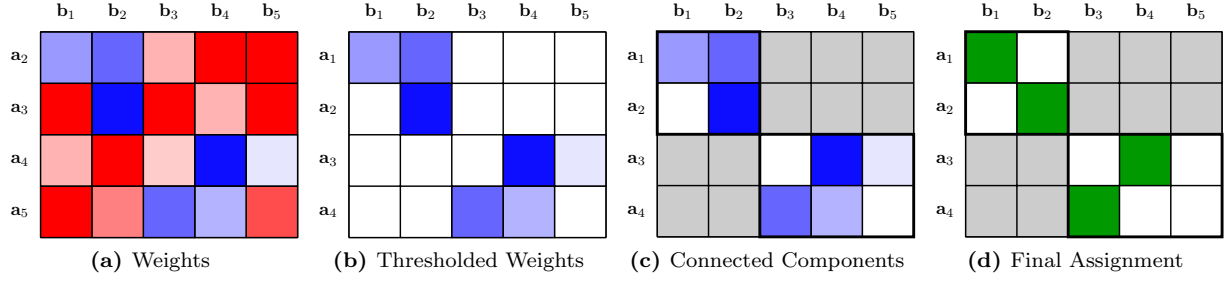 b1 b2 b3 b4 b5 b1 b2 b3 b4 b5 b1 b2 b3 b4 b5 b1 b2 b3 b4 b5
a2 a1 a1 a1
a3 a2 a2 a2
a4 a3 a3 a3
a5 a4 a4 a4
(a) Weights (b) Thresholded Weights (c) Connected Components (d) Final Assignment